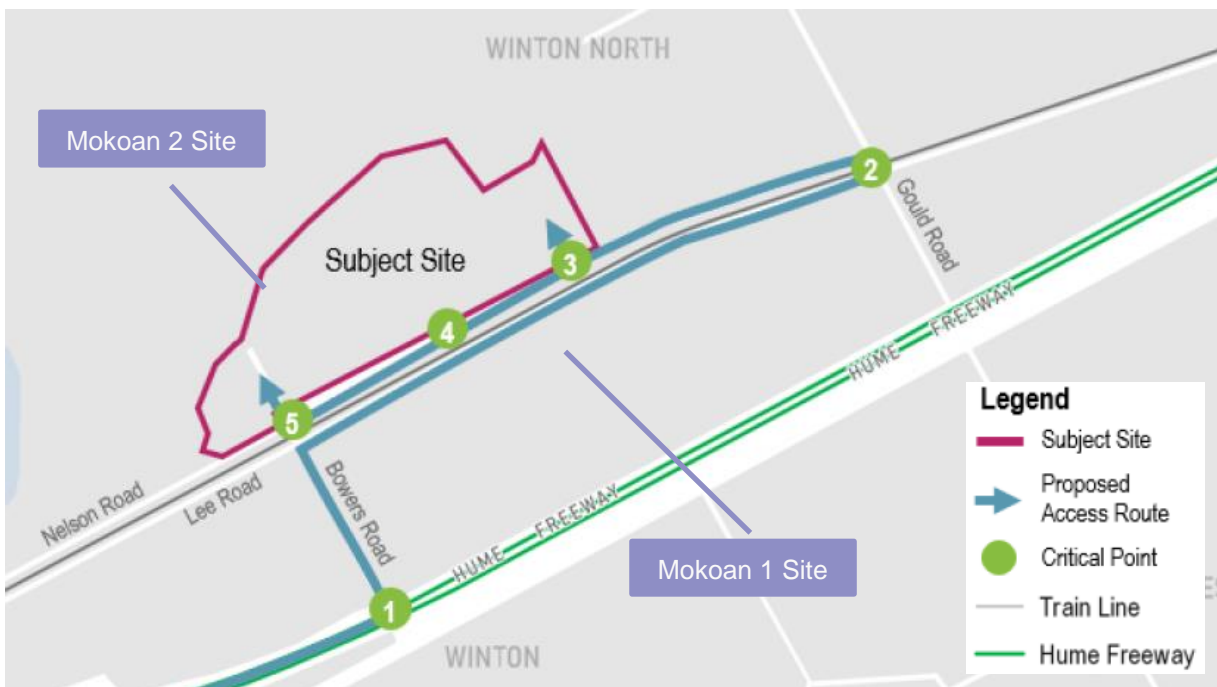 WINTON NORTH
Mokoan 2 Site
2
Gould Road
Subject Site
3
4
HUME FREEWAY
5
Nelson Road
Lee Road
Bowers Road
HUME FREEWAY
Mokoan 1 Site
1
WINTON
Legend
Subject Site
Proposed
Access Route
Critical Point
Train Line
Hume Freeway